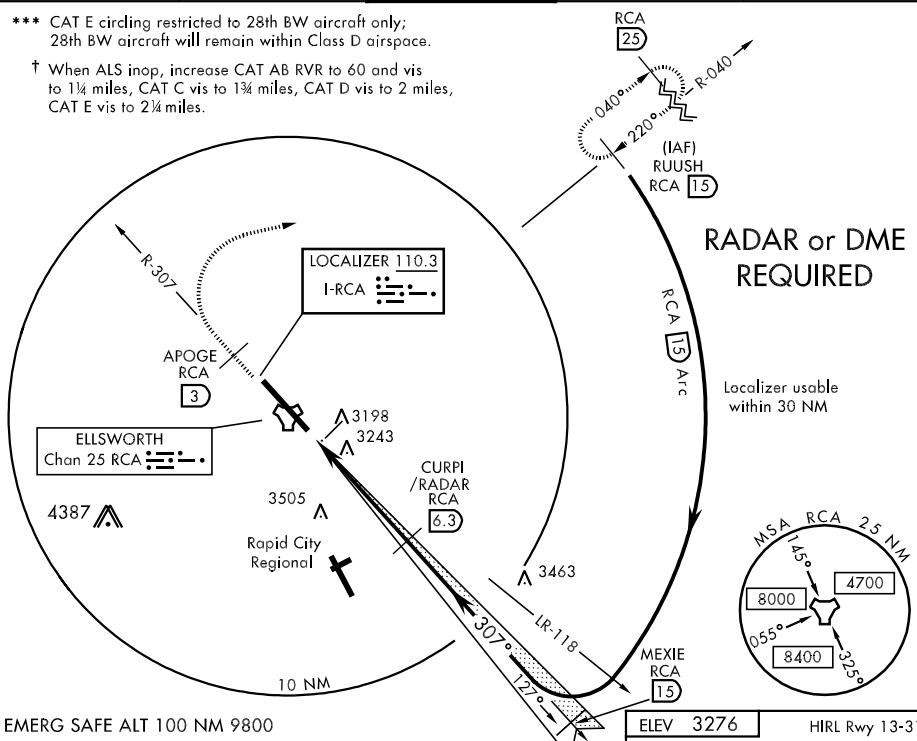 *** CAT E circling restricted to 28th BW aircraft only;
28th BW aircraft will remain within Class D airspace.
† When ALS inop, increase CAT AB RVR to 60 and vis
to 1¼ miles, CAT C vis to 1¾ miles, CAT D vis to 2 miles,
CAT E vis to 2¼ miles.
RCA
25
R-040
040°
220°
(IAF)
RUUSH
RCA 15
RADAR or DME
REQUIRED
R-307
LOCALIZER 110.3
I-RCA
APOGE
RCA
3
RCA 15 Arc
Localizer usable
within 30 NM
3198
3243
ELLSWORTH
Chan 25 RCA
CURPI
/RADAR
RCA
6.3
4387
3505
Rapid City
Regional
3463
MSA RCA 25 NM
145°
4700
8000
055°
8400
325°
LR-118
307°
127°
MEXIE
RCA
15
10 NM
EMERG SAFE ALT 100 NM 9800
ELEV 3276
HIRL Rwy 13-31